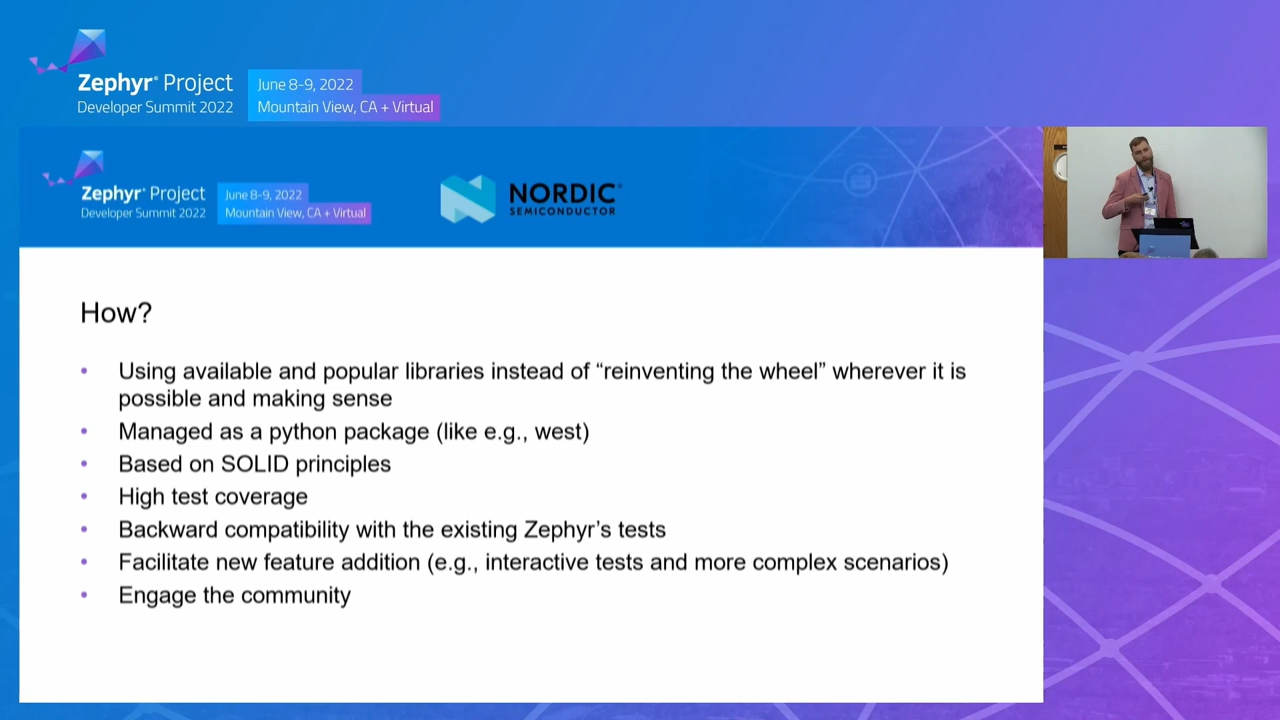 Zephyr® Project
Developer Summit 2022
June 8-9, 2022
Mountain View, CA + Virtual
Zephyr® Project
Developer Summit 2022
June 8-9, 2022
Mountain View, CA + Virtual
NORDIC®
SEMICONDUCTOR
How?
• Using available and popular libraries instead of “reinventing the wheel” wherever it is
possible and making sense
• Managed as a python package (like e.g., west)
• Based on SOLID principles
• High test coverage
• Backward compatibility with the existing Zephyr’s tests
• Facilitate new feature addition (e.g., interactive tests and more complex scenarios)
• Engage the community